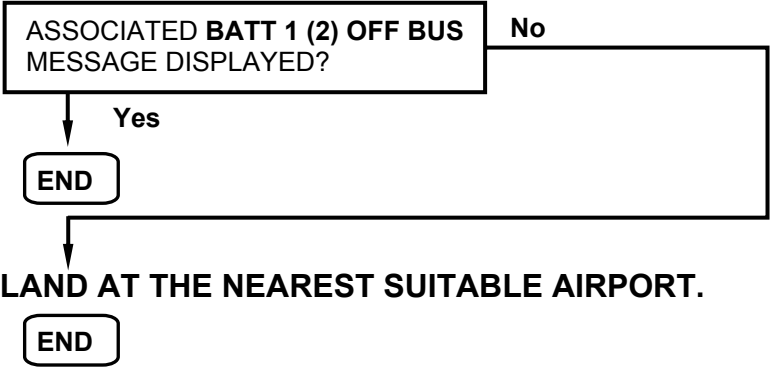 ASSOCIATED BATT 1 (2) OFF BUS
MESSAGE DISPLAYED?
No
Yes
END
LAND AT THE NEAREST SUITABLE AIRPORT.
END